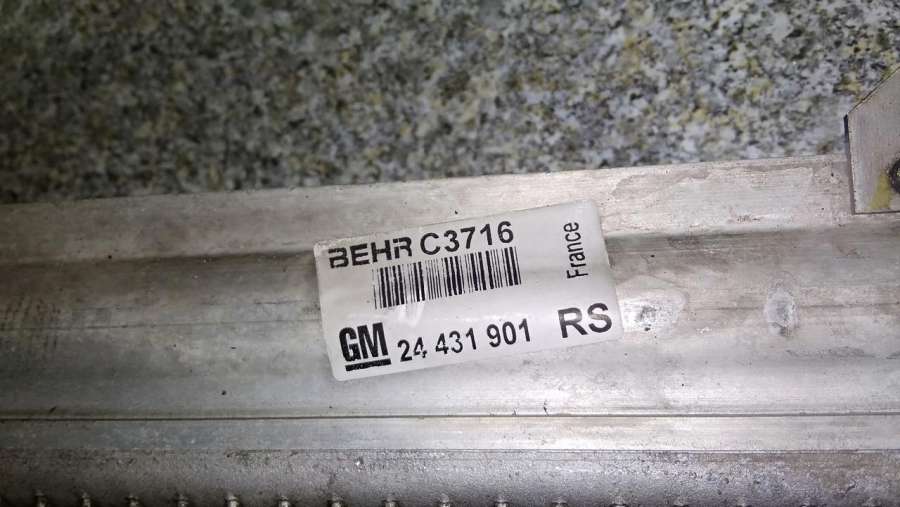 BEHR C3716
France
GM 24 431 901 RS